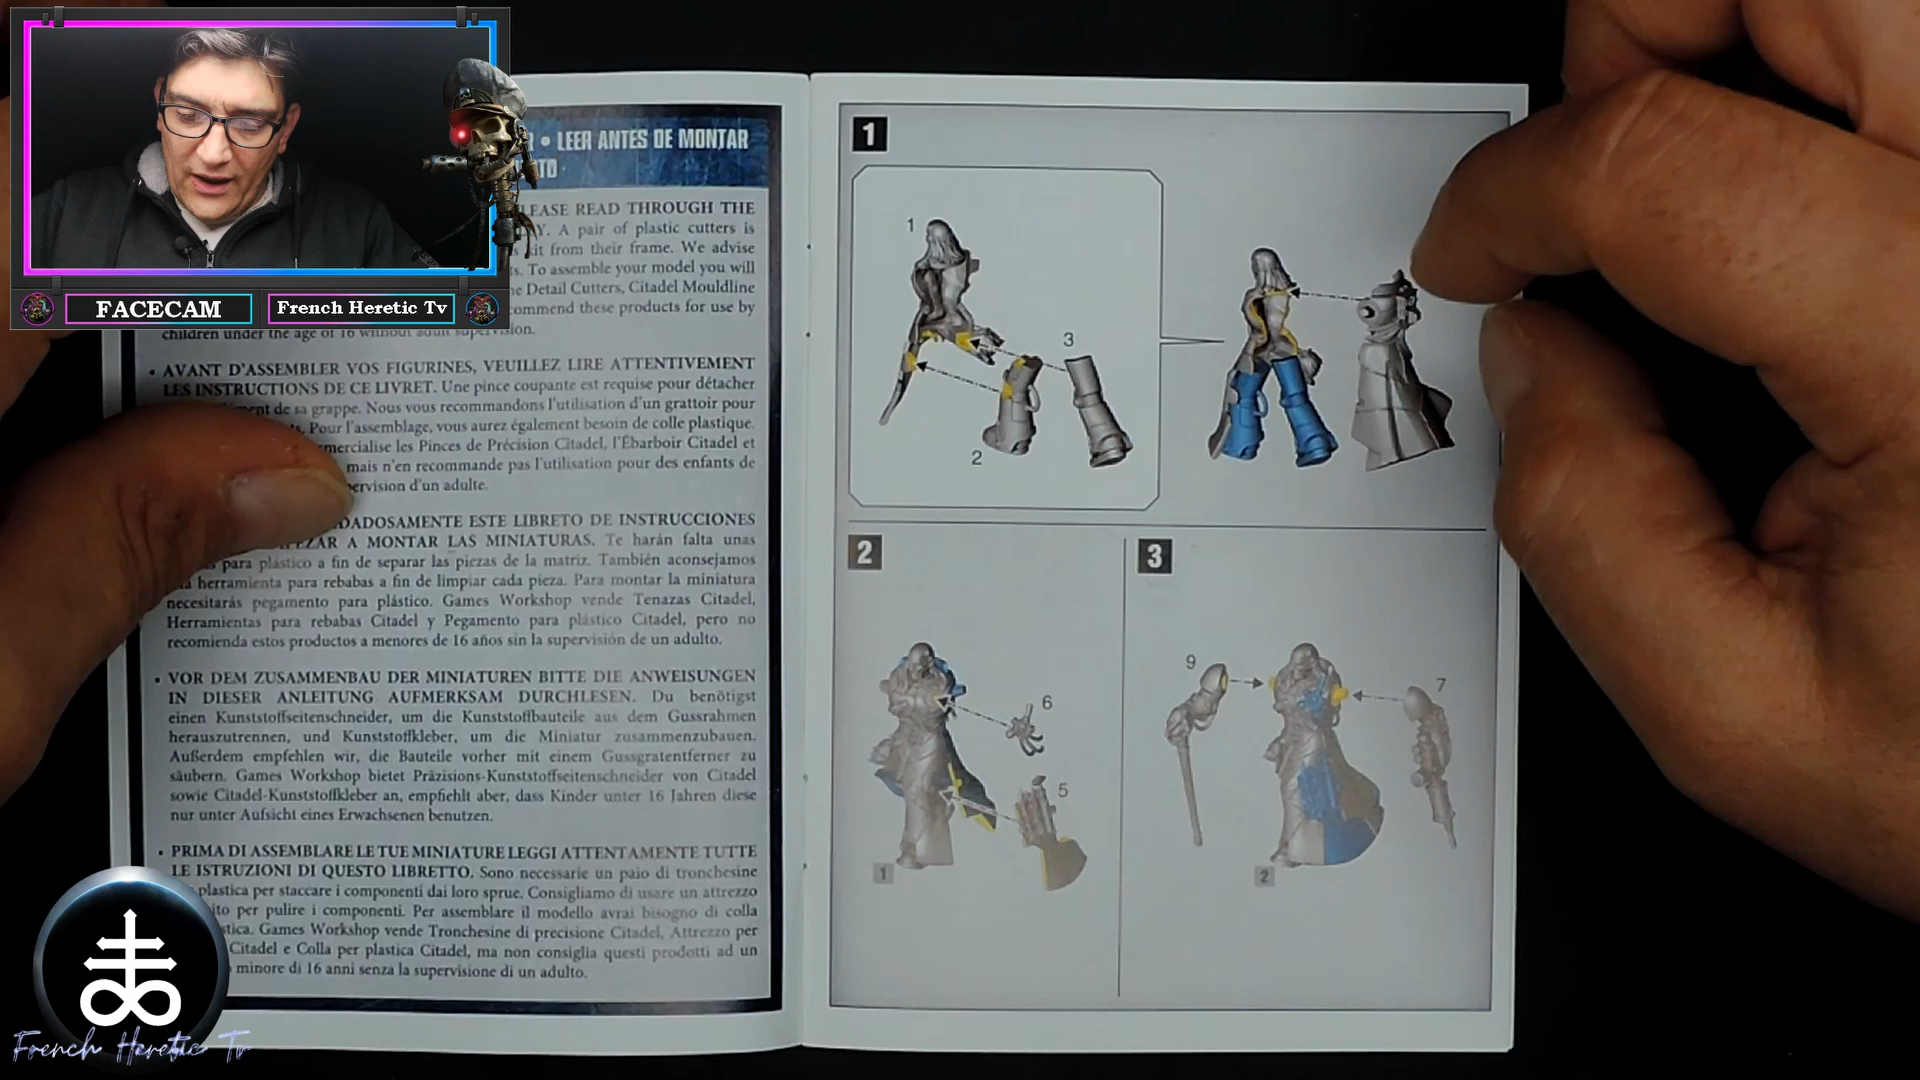 FACECAM
French Heretic Tv
• LEER ANTES DE MONTAR
LEASE READ THROUGH THE
Y. A pair of plastic cutters is
kit from their frame. We advise
s. To assemble your model you will
e Detail Cutters, Citadel Mouldline
commend these products for use by
children under the age of 16 without adult supervision.
• AVANT D'ASSEMBLER VOS FIGURINES, VEUILLEZ LIRE ATTENTIVEMENT
LES INSTRUCTIONS DE CE LIVRET. Une pince coupante est requise pour détacher
ément de sa grappe. Nous vous recommandons l'utilisation d'un grattoir pour
s. Pour l'assemblage, vous aurez également besoin de colle plastique.
mercialise les Pinces de Précision Citadel, l'Ébarboir Citadel et
mais n'en recommande pas l'utilisation pour des enfants de
ervision d'un adulte.
DADOSAMENTE ESTE LIBRETO DE INSTRUCCIONES
A MONTAR LAS MINIATURAS. Te harán falta unas
para plástico a fin de separar las piezas de la matriz. También aconsejamos
herramienta para rebabas a fin de limpiar cada pieza. Para montar la miniatura
necesitarás pegamento para plástico. Games Workshop vende Tenazas Citadel,
Herramientas para rebabas Citadel y Pegamento para plástico Citadel, pero no
recomienda estos productos a menores de 16 años sin la supervisión de un adulto.
• VOR DEM ZUSAMMENBAU DER MINIATUREN BITTE DIE ANWEISUNGEN
IN DIESER ANLEITUNG AUFMERKSAM DURCHLESEN. Du benötigst
einen Kunststoffseitenschneider, um die Kunststoffbauteile aus dem Gussrahmen
herauszutrennen, und Kunststoffkleber, um die Miniatur zusammenzubauen.
Außerdem empfehlen wir, die Bauteile vorher mit einem Gussgratentferner zu
säubern. Games Workshop bietet Präzisions-Kunststoffseitenschneider von Citadel
sowie Citadel-Kunststoffkleber an, empfiehlt aber, dass Kinder unter 16 Jahren diese
nur unter Aufsicht eines Erwachsenen benutzen.
• PRIMA DI ASSEMBLARE LE TUE MINIATURE LEGGI ATTENTAMENTE TUTTE
LE ISTRUZIONI DI QUESTO LIBRETTO. Sono necessarie un paio di tronchesine
plastica per staccare i componenti dai loro sprue. Consigliamo di usare un attrezzo
ito per pulire i componenti. Per assemblare il modello avrai bisogno di colla
stica. Games Workshop vende Tronchesine di precisione Citadel, Attrezzo per
Citadel e Colla per plastica Citadel, ma non consiglia questi prodotti ad un
minore di 16 anni senza la supervisione di un adulto.
French Heretic Tv
1
1
3
2
2
6
5
1
3
9
7
2